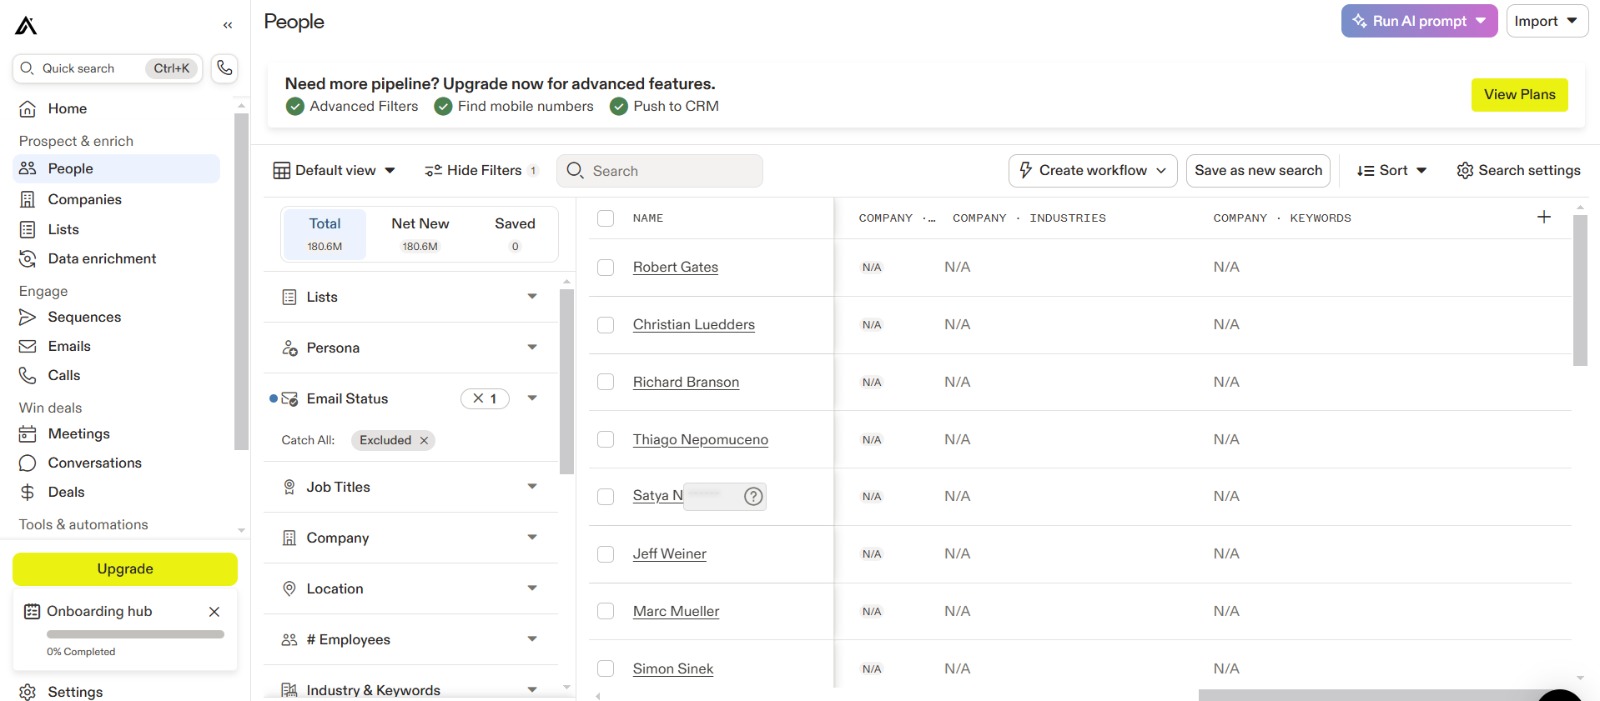 People
Run AI prompt
Import
Quick search
Ctrl+K
Need more pipeline? Upgrade now for advanced features.
Advanced Filters
Find mobile numbers
Push to CRM
View Plans
Home
Prospect & enrich
People
Companies
Lists
Data enrichment
Engage
Sequences
Emails
Calls
Win deals
Meetings
Conversations
Deals
Tools & automations
Upgrade
Onboarding hub
0% Completed
Settings
Default view
Hide Filters 1
Search
Create workflow
Save as new search
Sort
Search settings
Total
180.6M
Net New
180.6M
Saved
0
Lists
Persona
Email Status
1
Catch All:
Excluded
Job Titles
Company
Location
# Employees
Industry & Keywords
NAME
COMPANY ·…
COMPANY · INDUSTRIES
COMPANY · KEYWORDS
Robert Gates N/A N/A N/A
Christian Luedders N/A N/A N/A
Richard Branson N/A N/A N/A
Thiago Nepomuceno N/A N/A N/A
Satya N N/A N/A N/A
Jeff Weiner N/A N/A N/A
Marc Mueller N/A N/A N/A
Simon Sinek N/A N/A N/A